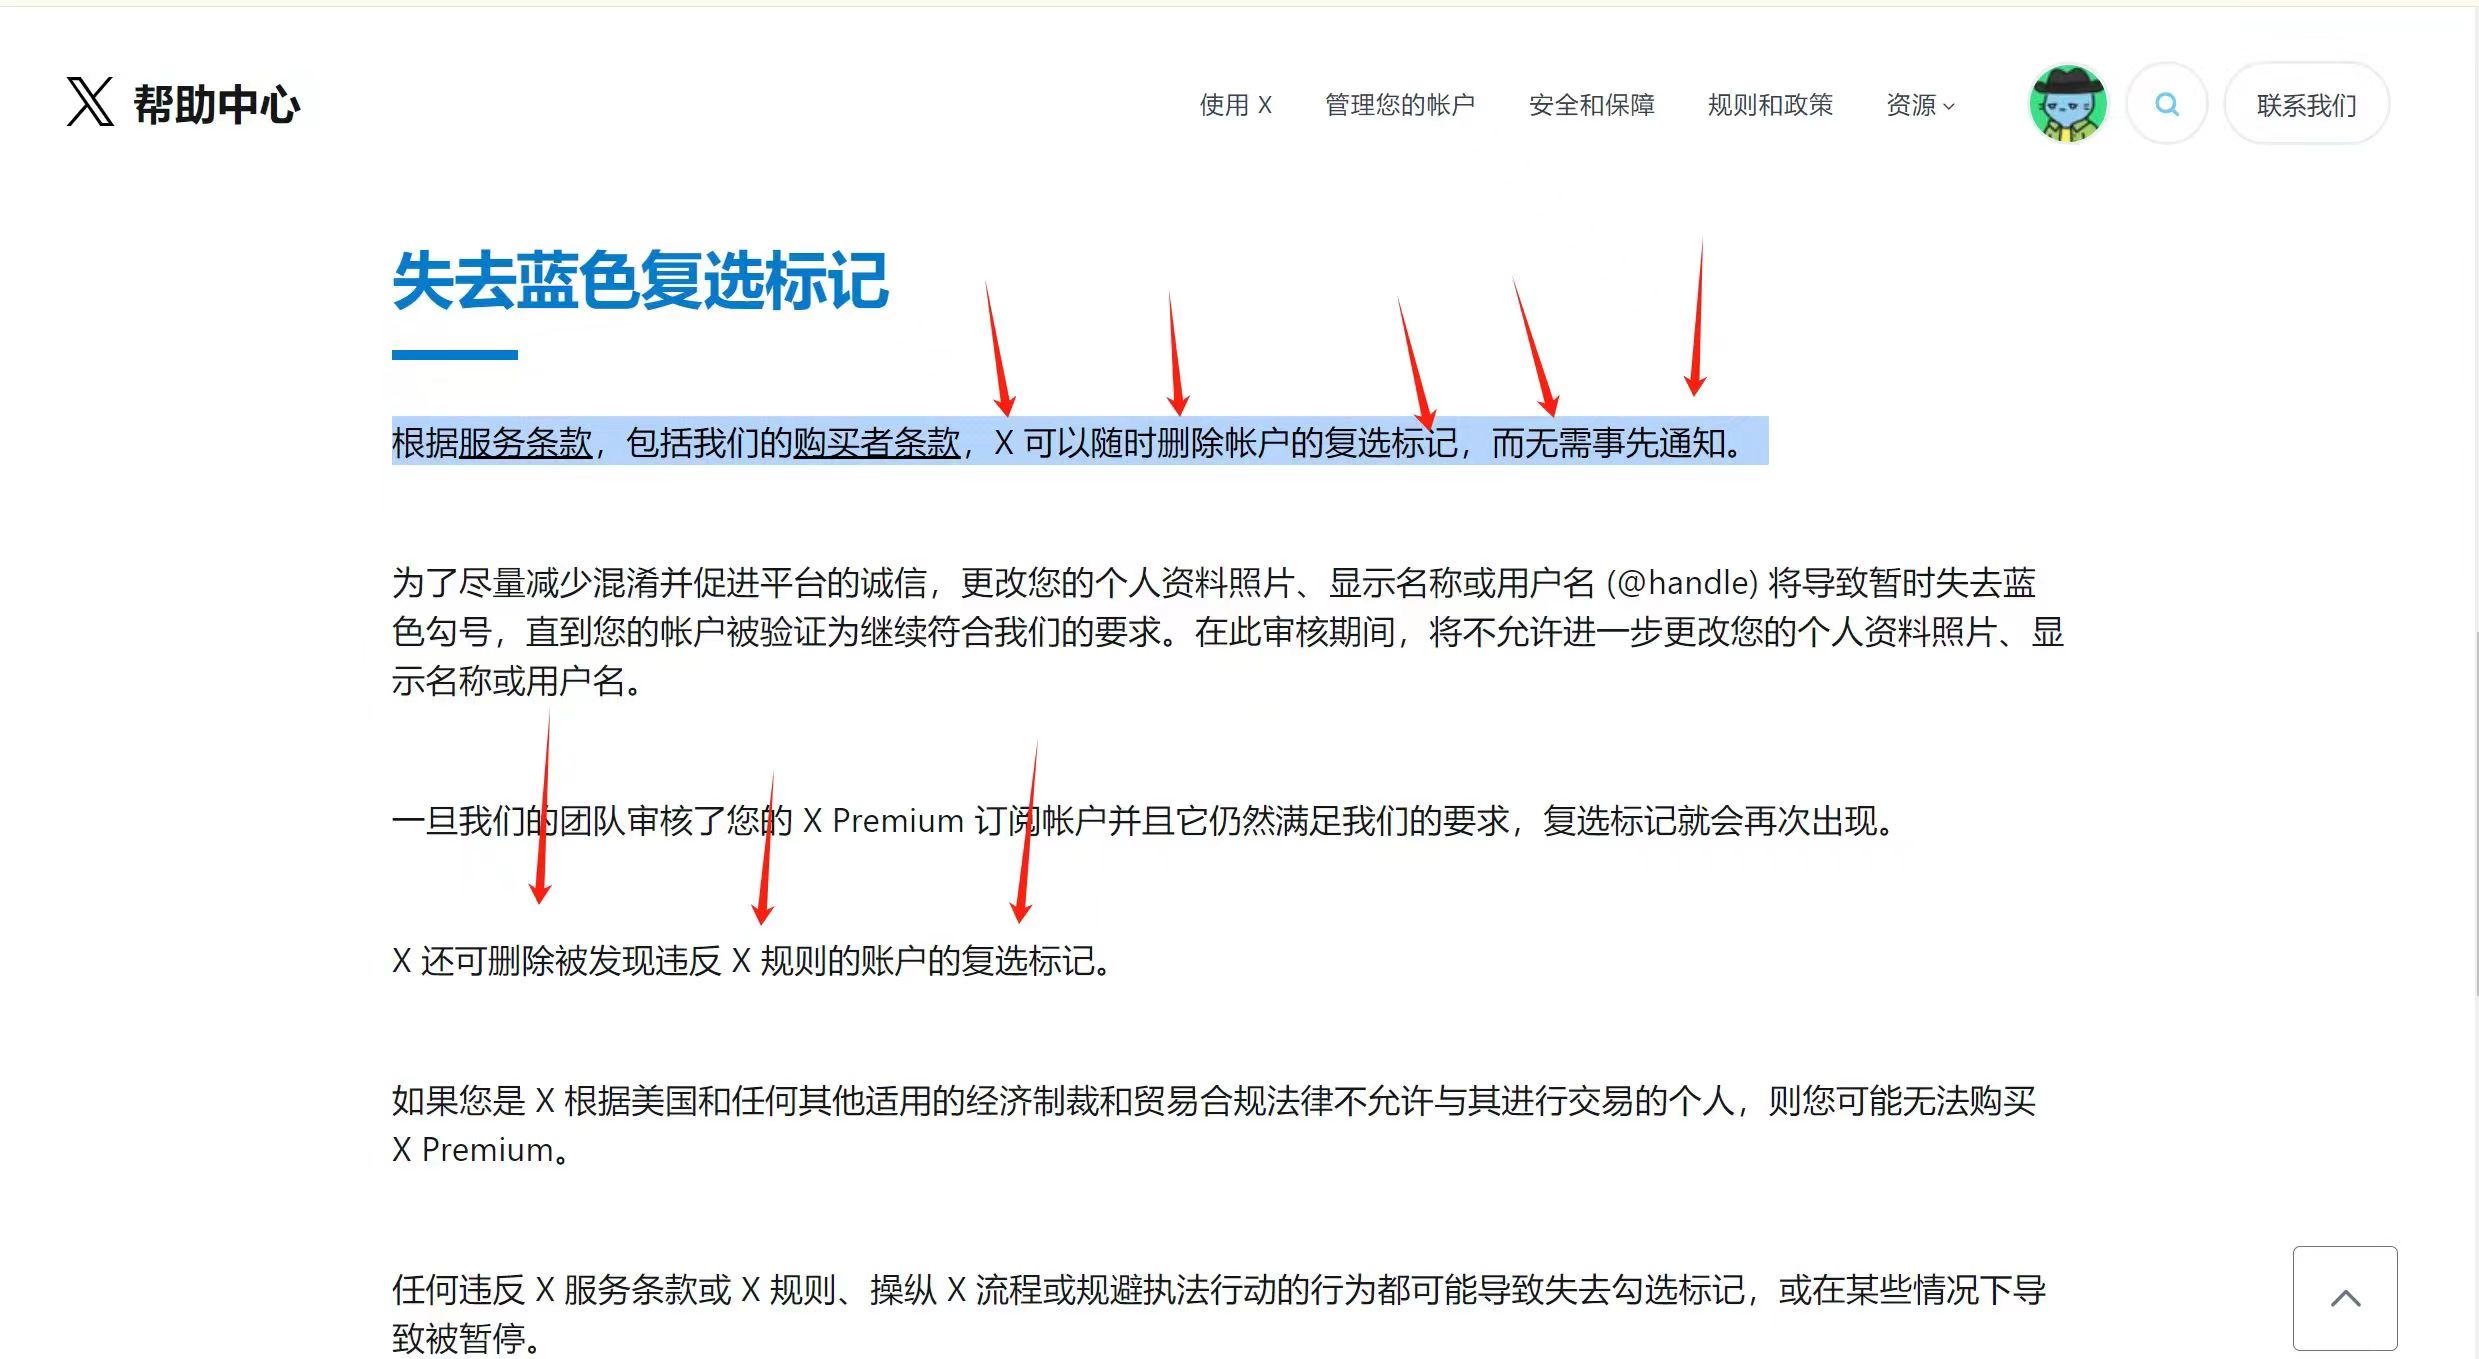 帮助中心
使用 X
管理您的帐户
安全和保障
规则和政策
资源
联系我们
失去蓝色复选标记
根据服务条款，包括我们的购买者条款，X 可以随时删除帐户的复选标记，而无需事先通知。
为了尽量减少混淆并促进平台的诚信，更改您的个人资料照片、显示名称或用户名 (@handle) 将导致暂时失去蓝
色勾号，直到您的帐户被验证为继续符合我们的要求。在此审核期间，将不允许进一步更改您的个人资料照片、显
示名称或用户名。
一旦我们的团队审核了您的 X Premium 订阅帐户并且它仍然满足我们的要求，复选标记就会再次出现。
X 还可删除被发现违反 X 规则的账户的复选标记。
如果您是 X 根据美国和任何其他适用的经济制裁和贸易合规法律不允许与其进行交易的个人，则您可能无法购买
X Premium。
任何违反 X 服务条款或 X 规则、操纵 X 流程或规避执法行动的行为都可能导致失去勾选标记，或在某些情况下导
致被暂停。